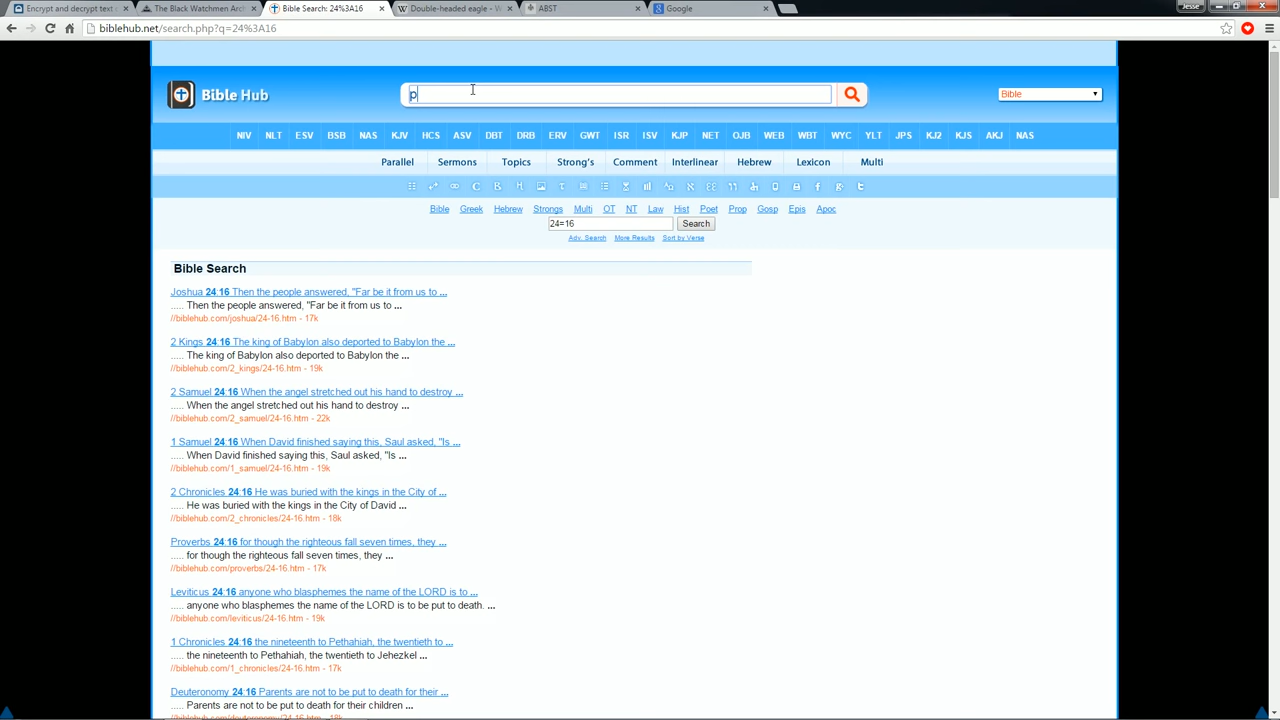 Encrypt and decrypt text
The Black Watchmen Arc
Bible Search: 24%3A16
Double-headed eagle - W
ABST
Google
Jesse
biblehub.net/search.php?q=24%3A16
Bible Hub
p
Bible
NIV NLT ESV BSB NAS KJV HCS ASV DBT DRB ERV GWT ISR ISV KJP NET OJB WEB WBT WYC YLT JPS KJ2 KJS AKJ NAS
Parallel Sermons Topics Strong's Comment Interlinear Hebrew Lexicon Multi
Bible Greek Hebrew Strongs Multi OT NT Law Hist Poet Prop Gosp Epis Apoc
24=16 Search
Adv. Search More Results Sort by Verse
Bible Search
Joshua 24:16 Then the people answered, "Far be it from us to ...
..... Then the people answered, "Far be it from us to ...
//biblehub.com/joshua/24-16.htm - 17k
2 Kings 24:16 The king of Babylon also deported to Babylon the ...
..... The king of Babylon also deported to Babylon the ...
//biblehub.com/2_kings/24-16.htm - 19k
2 Samuel 24:16 When the angel stretched out his hand to destroy ...
..... When the angel stretched out his hand to destroy ...
//biblehub.com/2_samuel/24-16.htm - 22k
1 Samuel 24:16 When David finished saying this, Saul asked, "Is ...
..... When David finished saying this, Saul asked, "Is ...
//biblehub.com/1_samuel/24-16.htm - 19k
2 Chronicles 24:16 He was buried with the kings in the City of ...
..... He was buried with the kings in the City of David ...
//biblehub.com/2_chronicles/24-16.htm - 18k
Proverbs 24:16 for though the righteous fall seven times, they ...
..... for though the righteous fall seven times, they ...
//biblehub.com/proverbs/24-16.htm - 17k
Leviticus 24:16 anyone who blasphemes the name of the LORD is to ...
..... anyone who blasphemes the name of the LORD is to be put to death. ...
//biblehub.com/leviticus/24-16.htm - 19k
1 Chronicles 24:16 the nineteenth to Pethahiah, the twentieth to ...
..... the nineteenth to Pethahiah, the twentieth to Jehezkel ...
//biblehub.com/1_chronicles/24-16.htm - 17k
Deuteronomy 24:16 Parents are not to be put to death for their ...
..... Parents are not to be put to death for their children ...
//biblehub.com/deuteronomy/24-16.htm - 18k